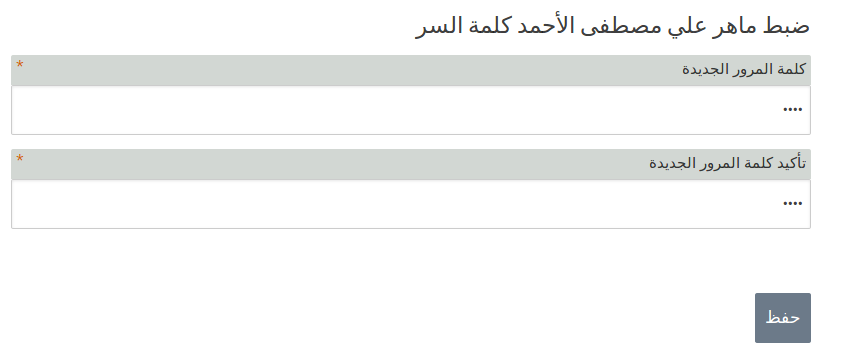 ضبط ماهر علي مصطفى الأحمد كلمة السر
كلمة المرور الجديدة *
••••
تأكيد كلمة المرور الجديدة *
••••
حفظ